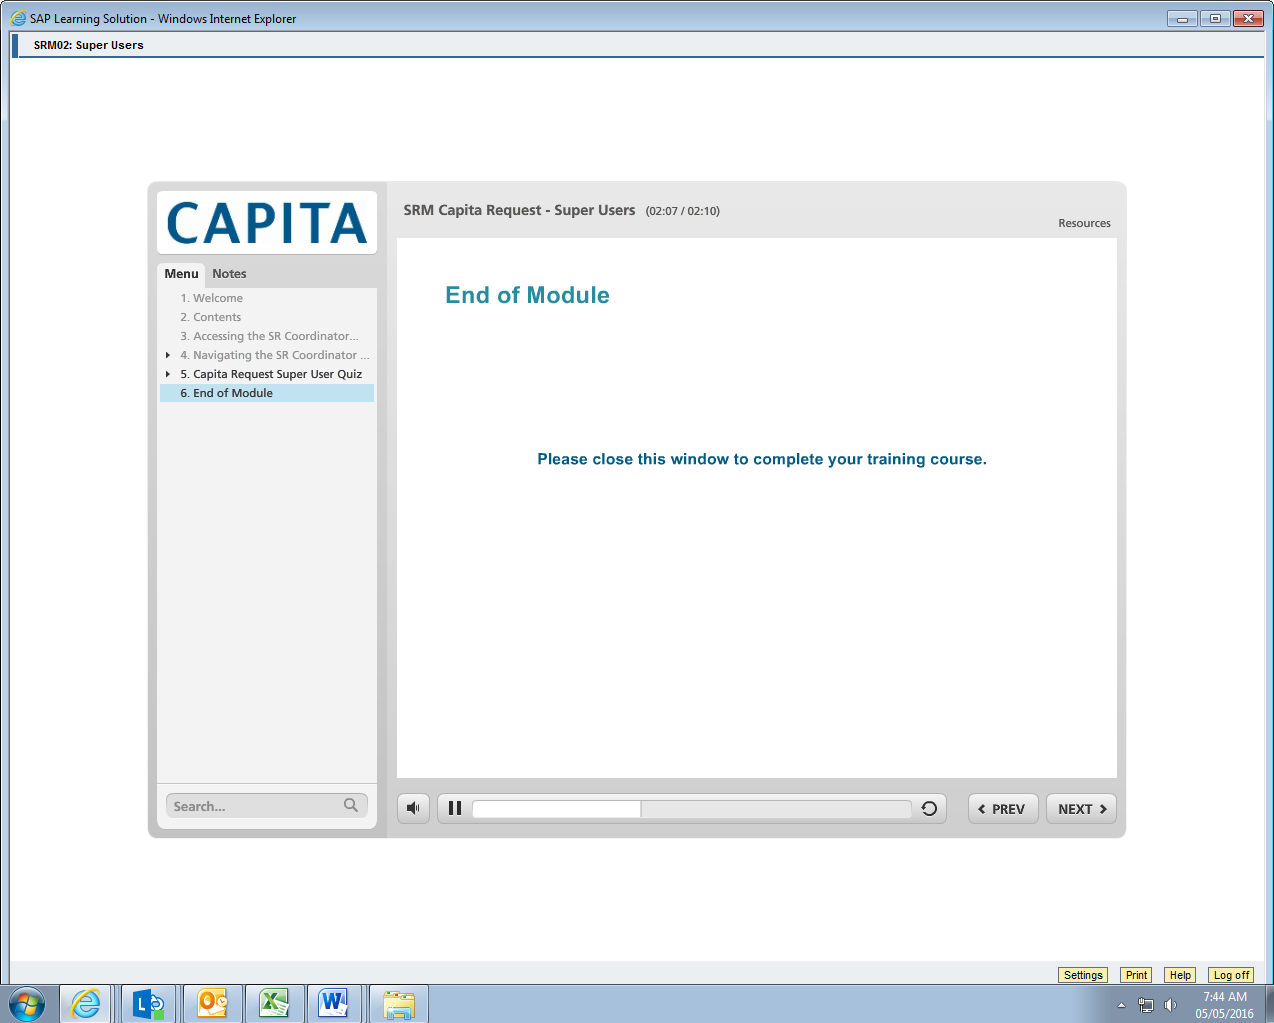 SAP Learning Solution - Windows Internet Explorer
SRM02: Super Users
CAPITA
SRM Capita Request - Super Users (02:07 / 02:10)
Resources
Menu Notes
1. Welcome
2. Contents
3. Accessing the SR Coordinator...
4. Navigating the SR Coordinator ...
5. Capita Request Super User Quiz
6. End of Module
End of Module
Please close this window to complete your training course.
Search...
PREV NEXT
Settings Print Help Log off
7:44 AM
05/05/2016